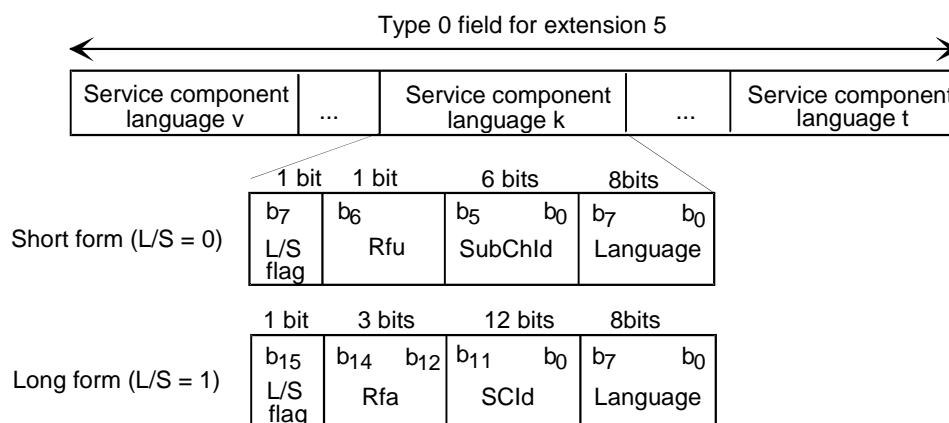 Type 0 field for extension 5
Service component language v
...
Service component language k
...
Service component language t
1 bit 1 bit 6 bits 8bits
Short form (L/S = 0)
b7 b6 b5 b0 b7 b0
L/S flag Rfu SubChId Language
1 bit 3 bits 12 bits 8bits
Long form (L/S = 1)
b15 b14 b12 b11 b0 b7 b0
L/S flag Rfa SCId Language